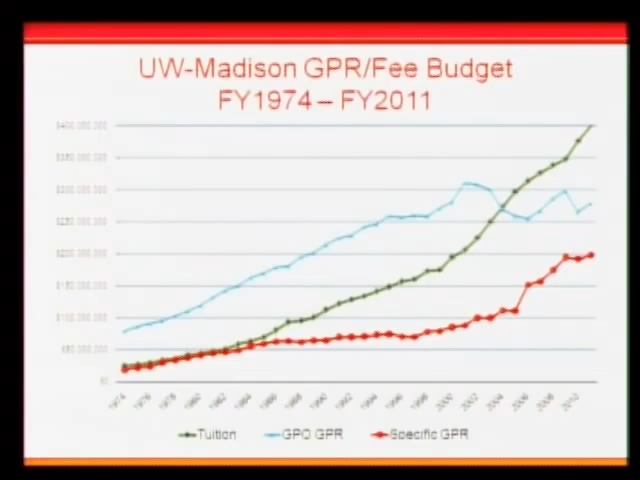 UW-Madison GPR/Fee Budget
FY1974 – FY2011
$400,000,000
$350,000,000
$300,000,000
$250,000,000
$200,000,000
$150,000,000
$100,000,000
$50,000,000
$0
1974 1976 1978 1980 1982 1984 1986 1988 1990 1992 1994 1996 1998 2000 2002 2004 2006 2008 2010
Tuition GPO GPR Specific GPR